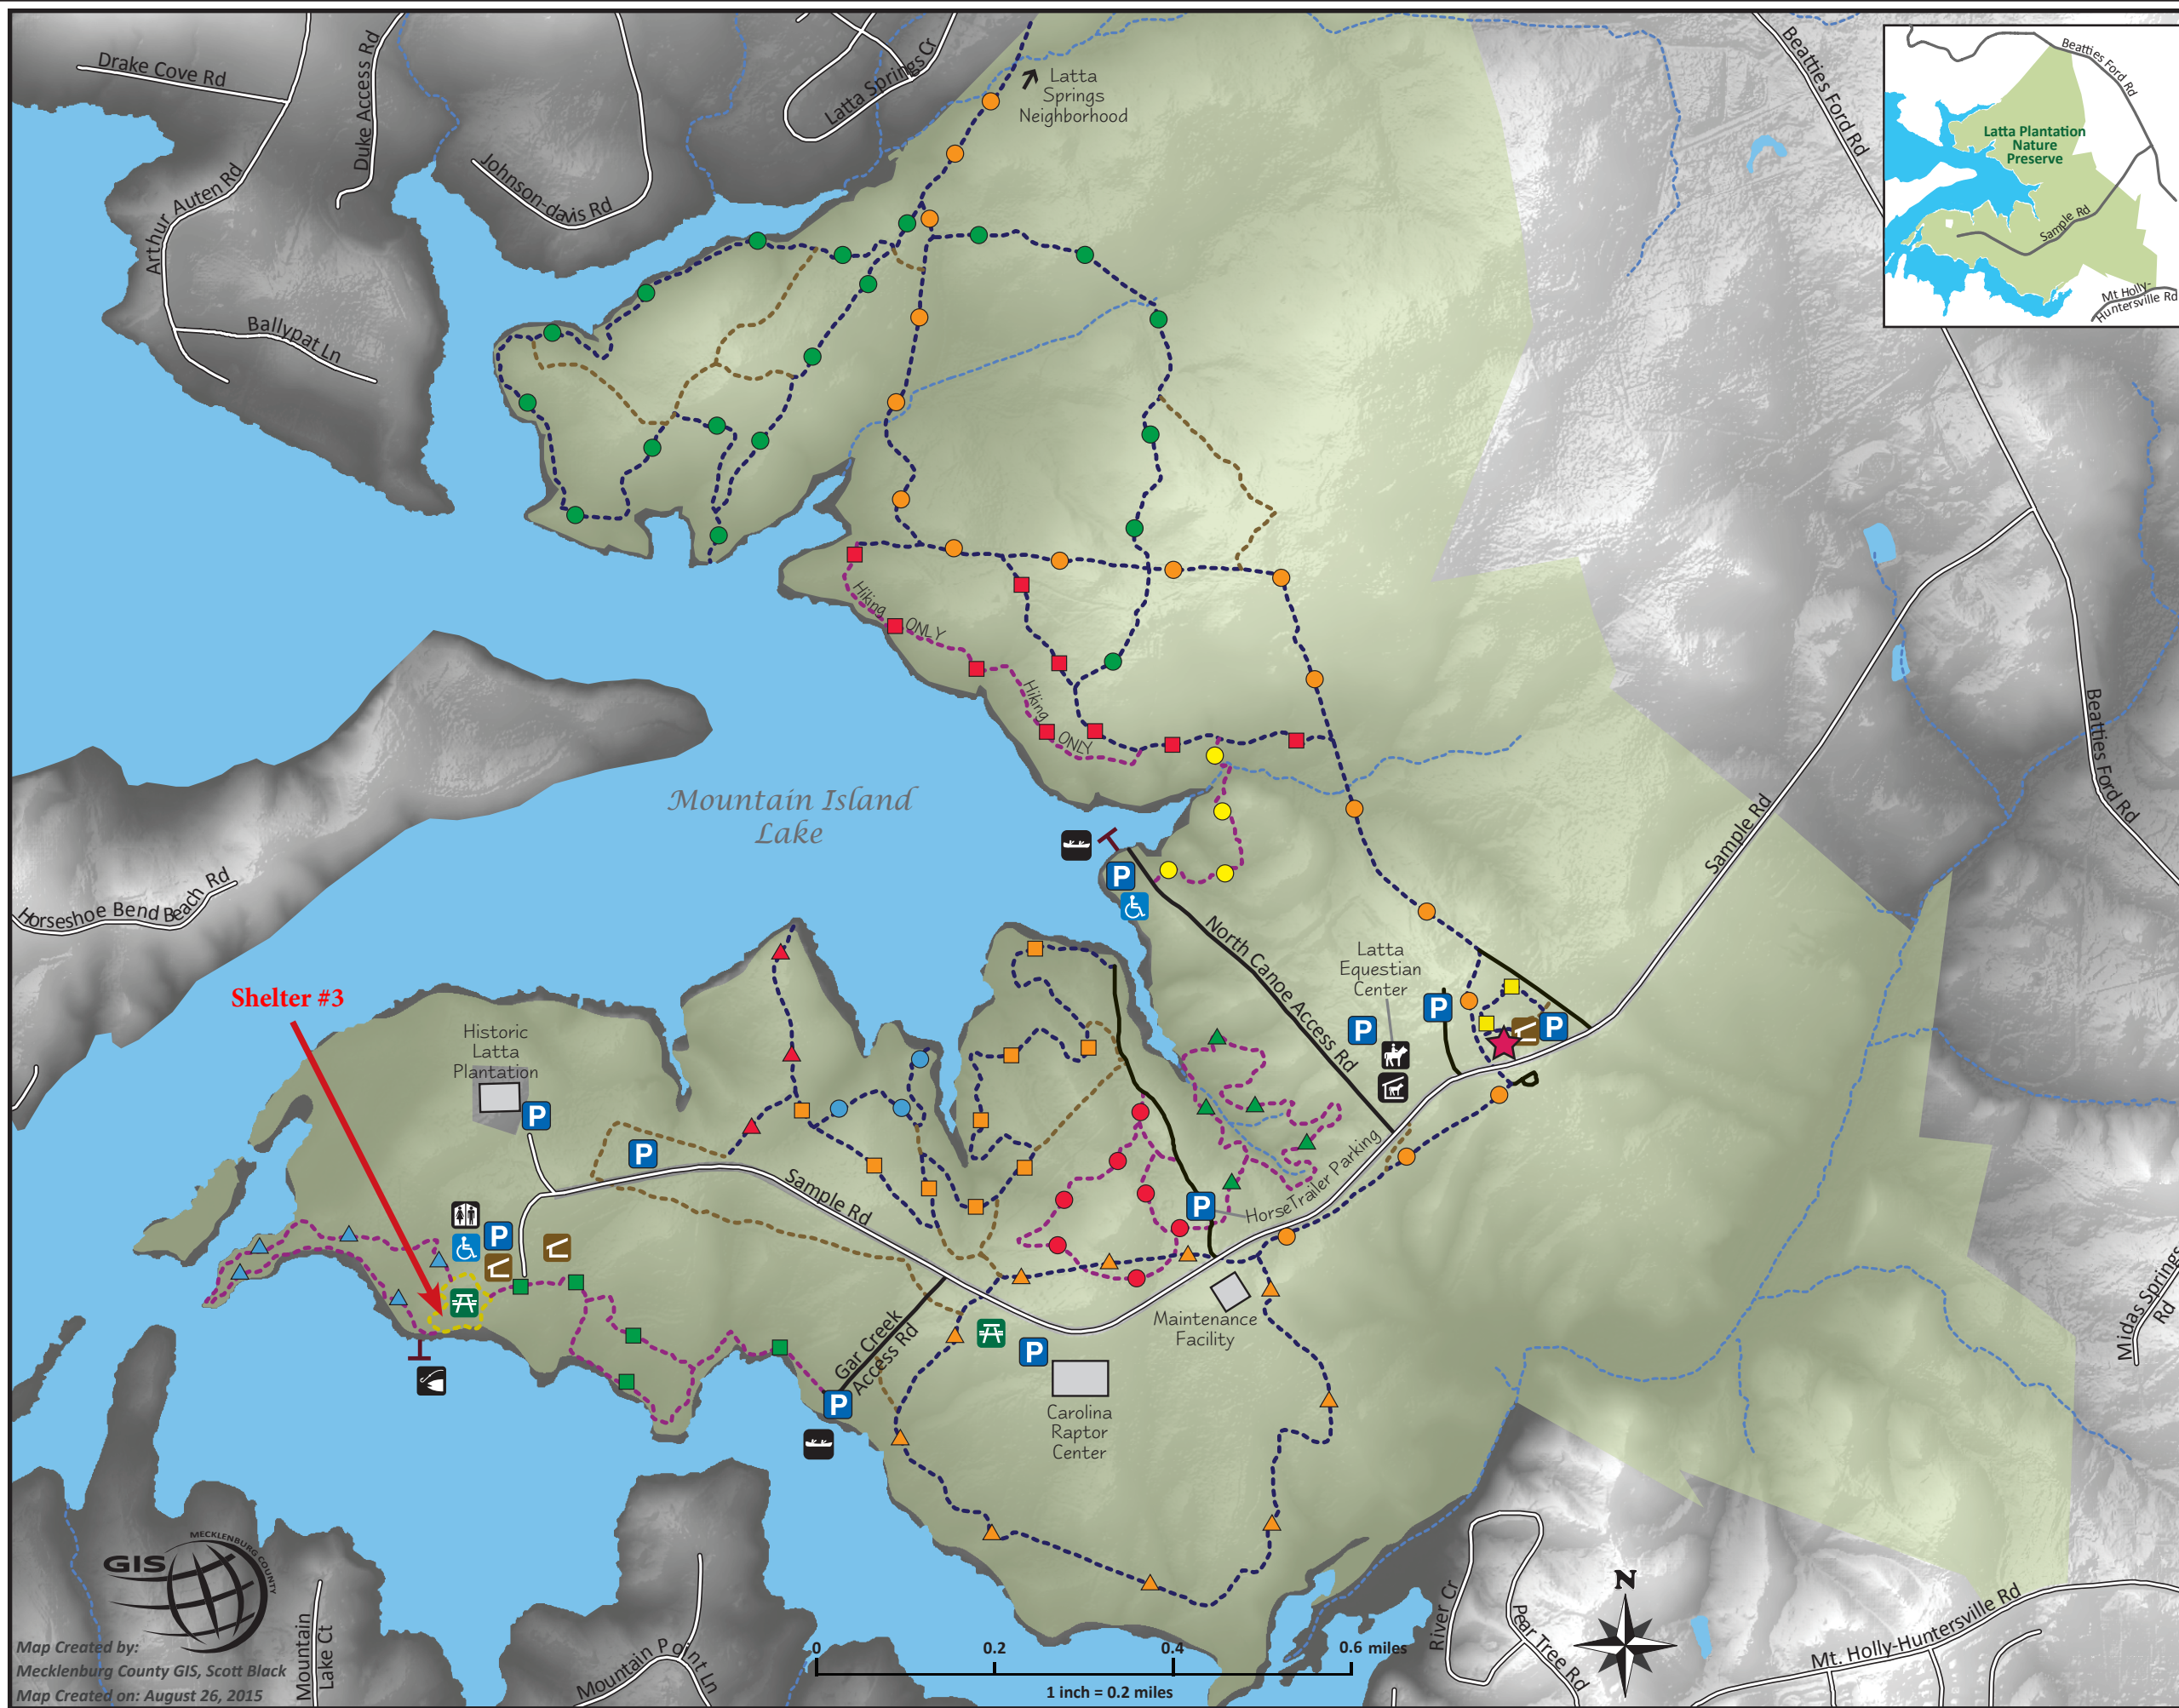 Drake Cove Rd
Duke Access Rd
Latta Springs Cr
Latta
Springs
Neighborhood
Beatties Ford Rd
Beatties Ford Rd
Latta Plantation
Nature
Preserve
Sample Rd
Mt Holly-
Huntersville Rd
Arthur Auten Rd
Johnson-davis Rd
Ballypat Ln
Hiking ONLY
Hiking ONLY
Beatties Ford Rd
Mountain Island
Lake
Sample Rd
Horseshoe Bend Beach Rd
P
North Canoe Access Rd
Latta
Equestian
Center
P
P
P
Shelter #3
Historic
Latta
Plantation
P
P
Sample Rd
P
HorseTrailer Parking
P
Midas Springs
Rd
Maintenance
Facility
Gar Creek
Access Rd
P
P
Carolina
Raptor
Center
MECKLENBURG COUNTY
GIS
N
River Cr
Pear Tree Rd
Mt. Holly-Huntersville Rd
Mountain
Lake Ct
Mountain Point Ln
Map Created by:
Mecklenburg County GIS, Scott Black
Map Created on: August 26, 2015
0 0.2 0.4 0.6 miles
1 inch = 0.2 miles